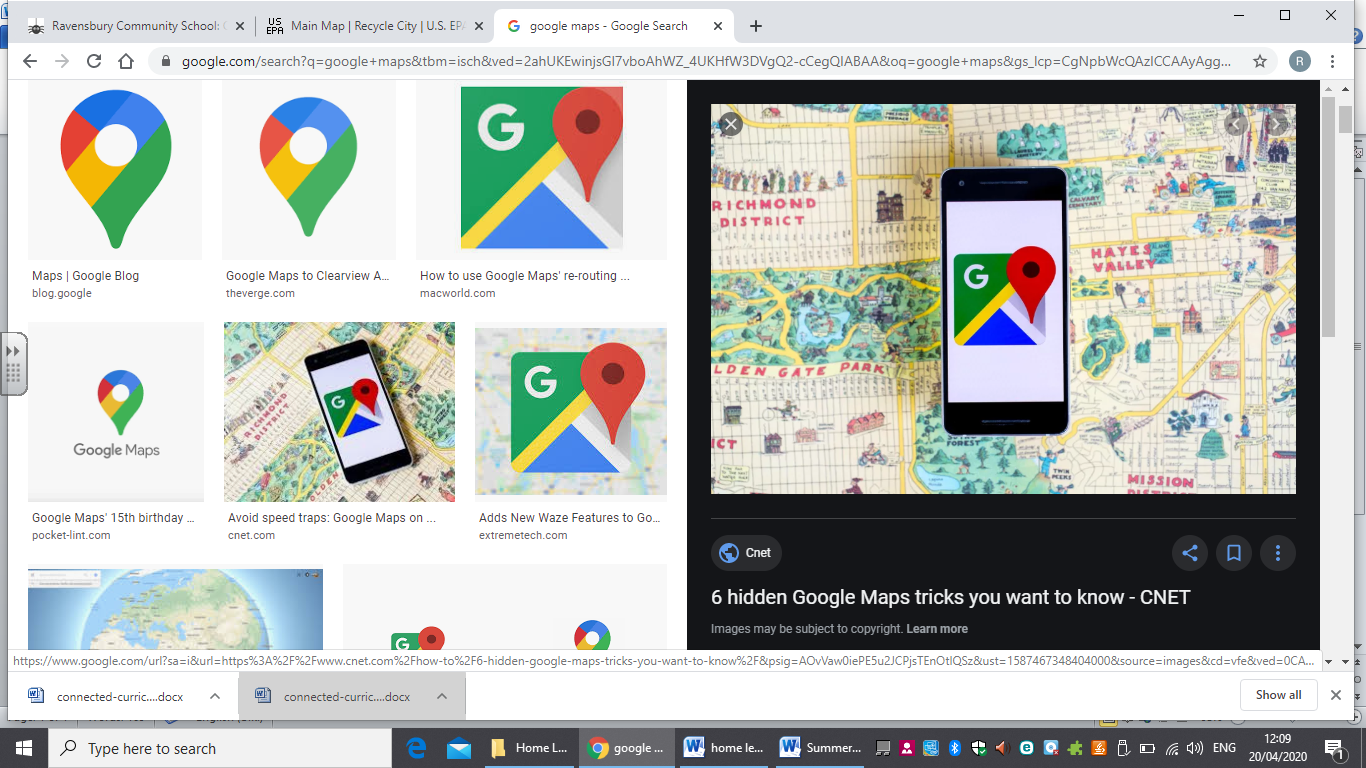 Ravensbury Community School: 
Main Map | Recycle City | U.S. EPA
google maps - Google Search
google.com/search?q=google+maps&tbm=isch&ved=2ahUKEwinjsGl7vboAhWZ_4UKHfW3DVgQ2-cCegQIABAA&oq=google+maps&gs_lcp=CgNpbWcQAzICCAAyAgg...
R
Maps | Google Blog
blog.google
Google Maps to Clearview A...
theverge.com
How to use Google Maps' re-routing ...
macworld.com
Google Maps
Google Maps' 15th birthday ...
pocket-lint.com
Avoid speed traps: Google Maps on ...
cnet.com
Adds New Waze Features to Go...
extremetech.com
RICHMOND
DISTRICT
HAYES
VALLEY
LDEN GATE PARK
TWIN
PEAKS
MISSION
Cnet
6 hidden Google Maps tricks you want to know - CNET
Images may be subject to copyright. Learn more
https://www.google.com/url?sa=i&url=https%3A%2F%2Fwww.cnet.com%2Fhow-to%2F6-hidden-google-maps-tricks-you-want-to-know%2F&psig=AOvVaw0iePE5u2JCPjsTEnOtIQSz&ust=1587467348404000&source=images&cd=vfe&ved=0CA...
connected-curric....docx
connected-curric....docx
Show all
Type here to search
Home L...
google ...
home le...
Summer...
ENG
12:09
20/04/2020